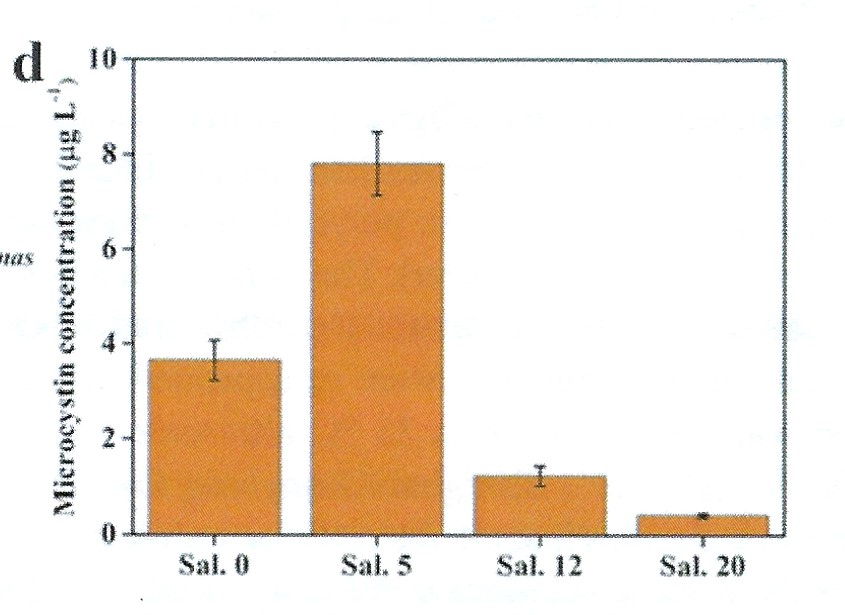 d
Microcystin concentration (µg L⁻¹)
10
8
6
4
2
0
Sal. 0 Sal. 5 Sal. 12 Sal. 20
nas